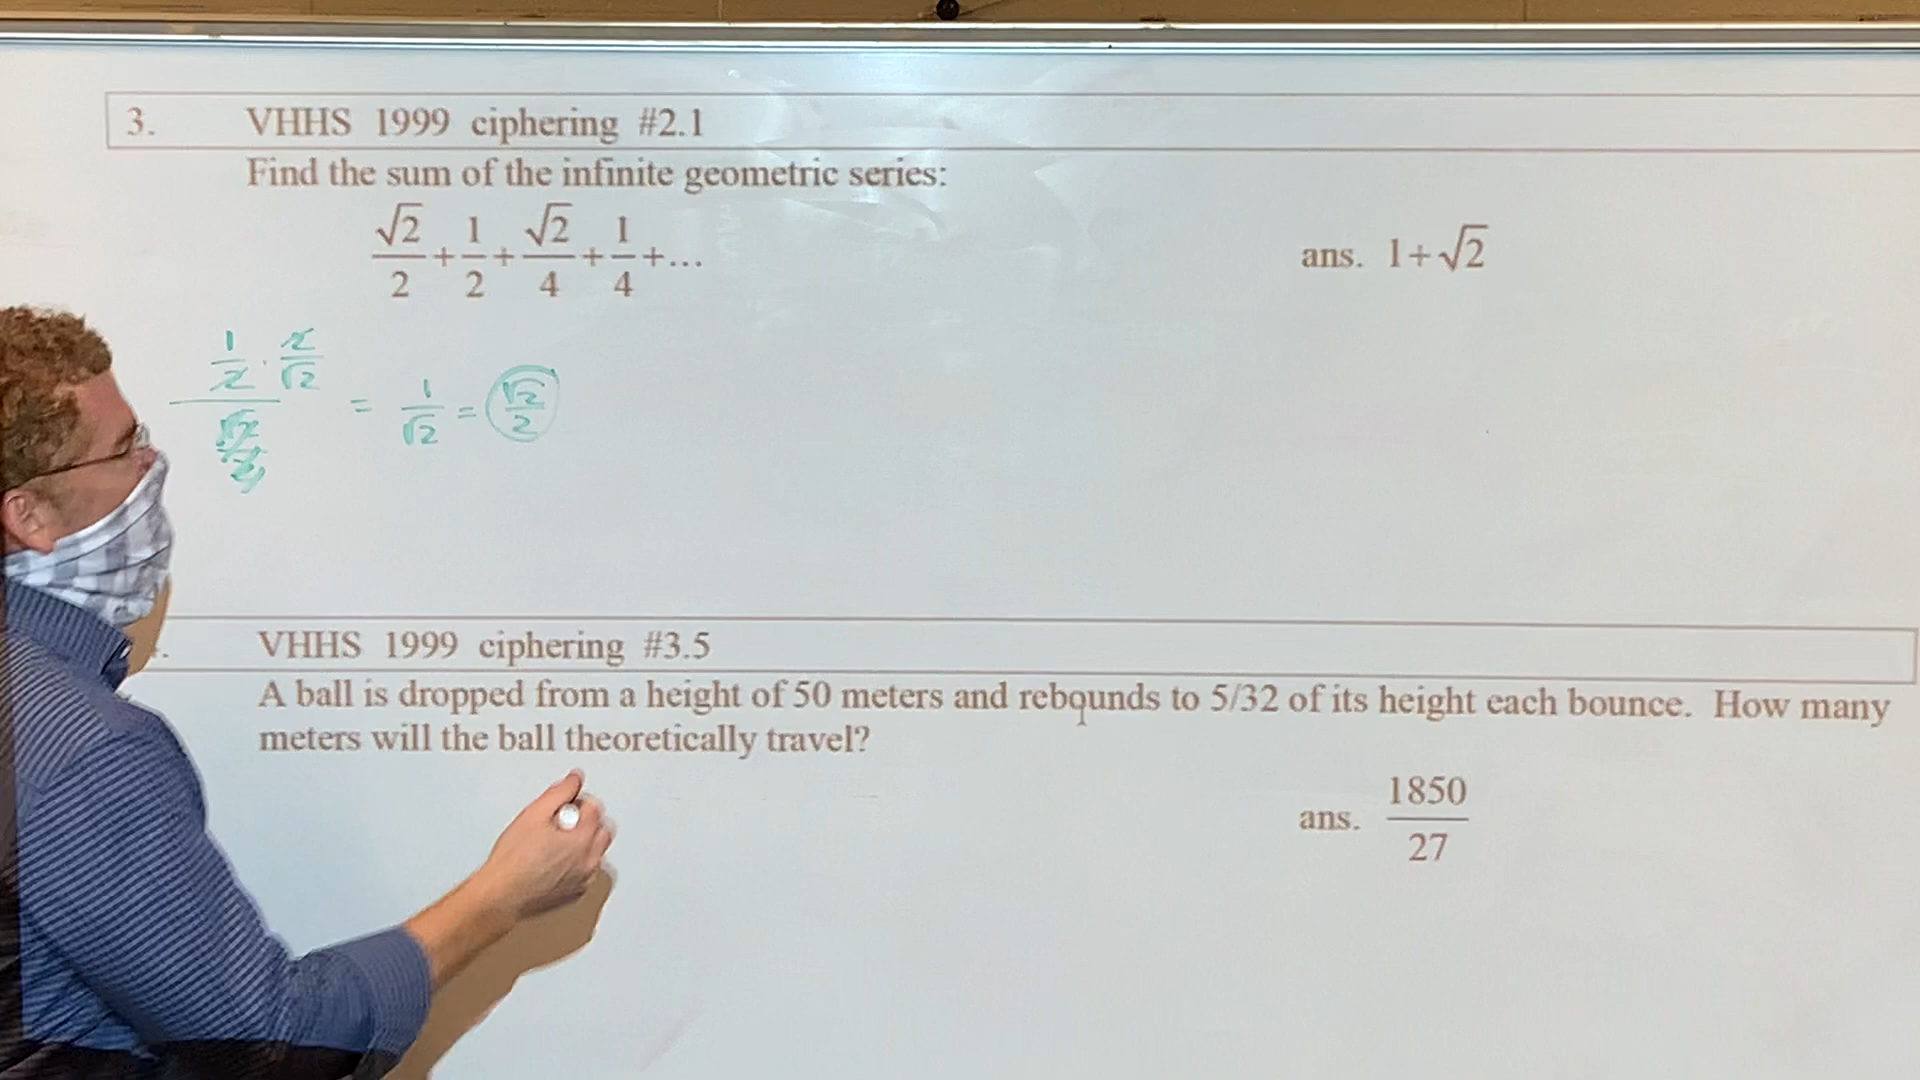 3. VHHS 1999 ciphering #2.1
Find the sum of the infinite geometric series:
√2/2 + 1/2 + √2/4 + 1/4 + ...
ans. 1+√2
1/2 · 2/√2
√2/2
= 1/√2 = √2/2
. VHHS 1999 ciphering #3.5
A ball is dropped from a height of 50 meters and rebounds to 5/32 of its height each bounce. How many
meters will the ball theoretically travel?
ans. 1850/27